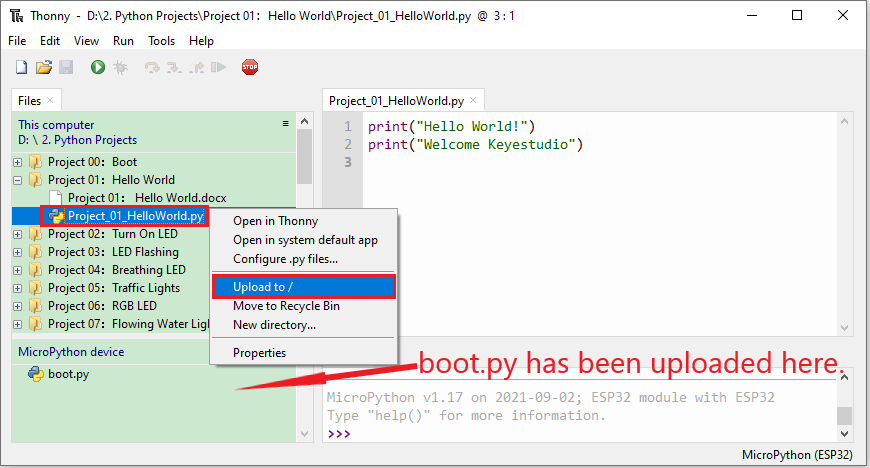 Thonny - D:\2. Python Projects\Project 01：Hello World\Project_01_HelloWorld.py @ 3 : 1
File Edit View Run Tools Help
STOP
Files
This computer
D: \ 2. Python Projects
Project 00：Boot
Project 01：Hello World
Project 01： Hello World.docx
Project_01_HelloWorld.py
Project 02：Turn On LED
Project 03：LED Flashing
Project 04：Breathing LED
Project 05：Traffic Lights
Project 06：RGB LED
Project 07：Flowing Water Lig
Open in Thonny
Open in system default app
Configure .py files...
Upload to /
Move to Recycle Bin
New directory...
Properties
MicroPython device
boot.py
Project_01_HelloWorld.py
1 print("Hello World!")
2 print("Welcome Keyestudio")
3
boot.py has been uploaded here.
MicroPython v1.17 on 2021-09-02; ESP32 module with ESP32
Type "help()" for more information.
>>>
MicroPython (ESP32)